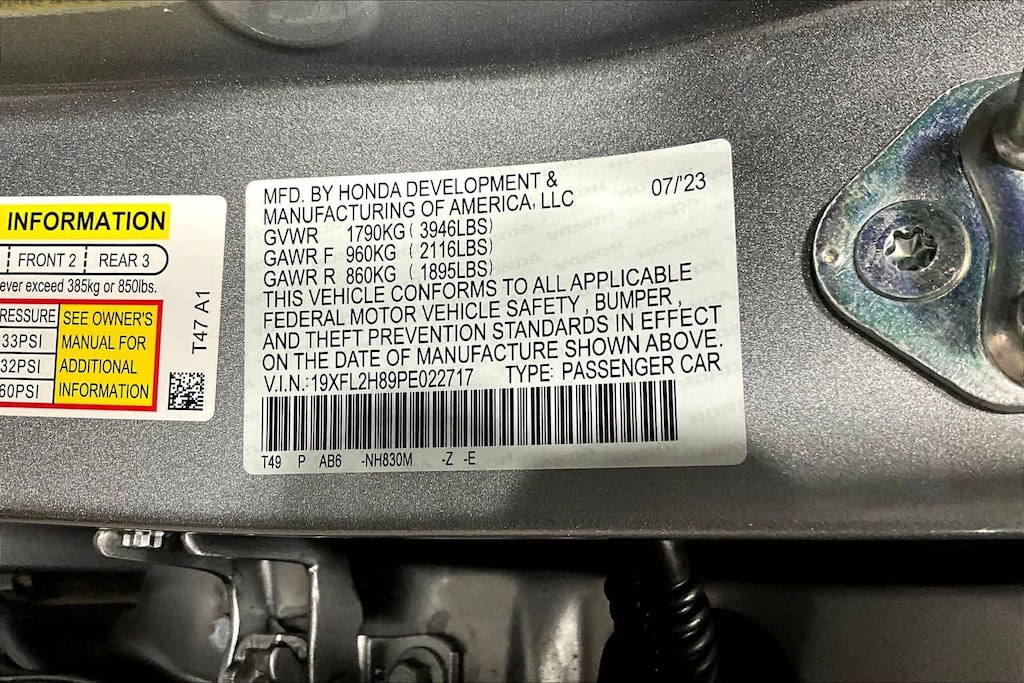 INFORMATION
FRONT 2 REAR 3
ever exceed 385kg or 850lbs.
RESSURE
33PSI
32PSI
60PSI
SEE OWNER'S
MANUAL FOR
ADDITIONAL
INFORMATION
T47 A1
MFD. BY HONDA DEVELOPMENT &
MANUFACTURING OF AMERICA, LLC
07/'23
GVWR 1790KG ( 3946LBS)
GAWR F 960KG ( 2116LBS)
GAWR R 860KG ( 1895LBS)
THIS VEHICLE CONFORMS TO ALL APPLICABLE
FEDERAL MOTOR VEHICLE SAFETY , BUMPER ,
AND THEFT PREVENTION STANDARDS IN EFFECT
ON THE DATE OF MANUFACTURE SHOWN ABOVE.
V.I.N.:19XFL2H89PE022717 TYPE: PASSENGER CAR
T49 P AB6 -NH830M -Z -E